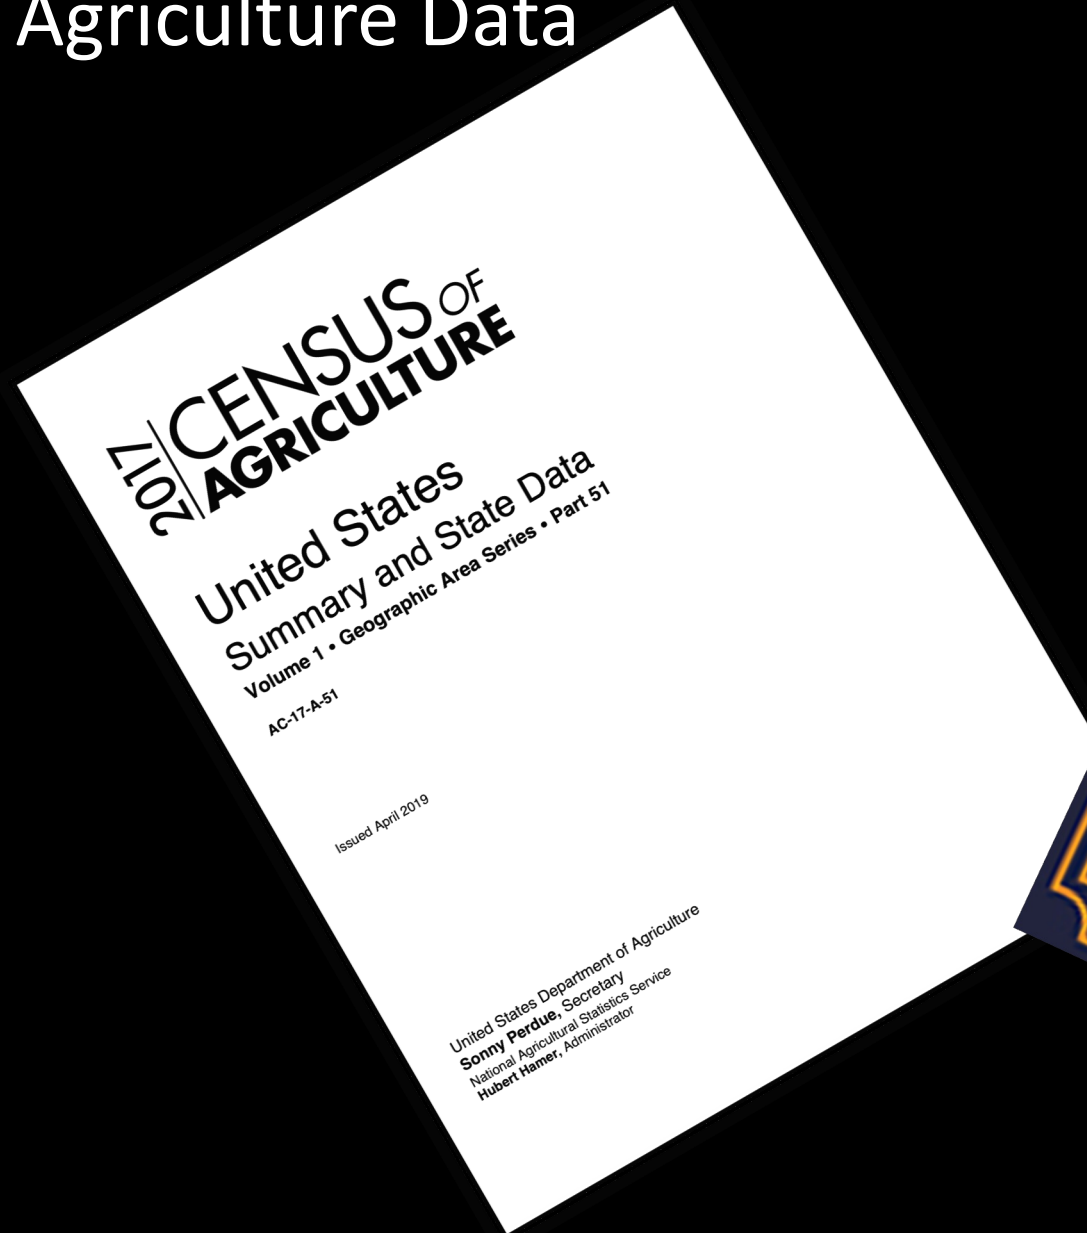 Agriculture Data
2017
CENSUS OF
AGRICULTURE
United States
Summary and State Data
Volume 1 • Geographic Area Series • Part 51
AC-17-A-51
Issued April 2019
United States Department of Agriculture
Sonny Perdue, Secretary
National Agricultural Statistics Service
Hubert Hamer, Administrator